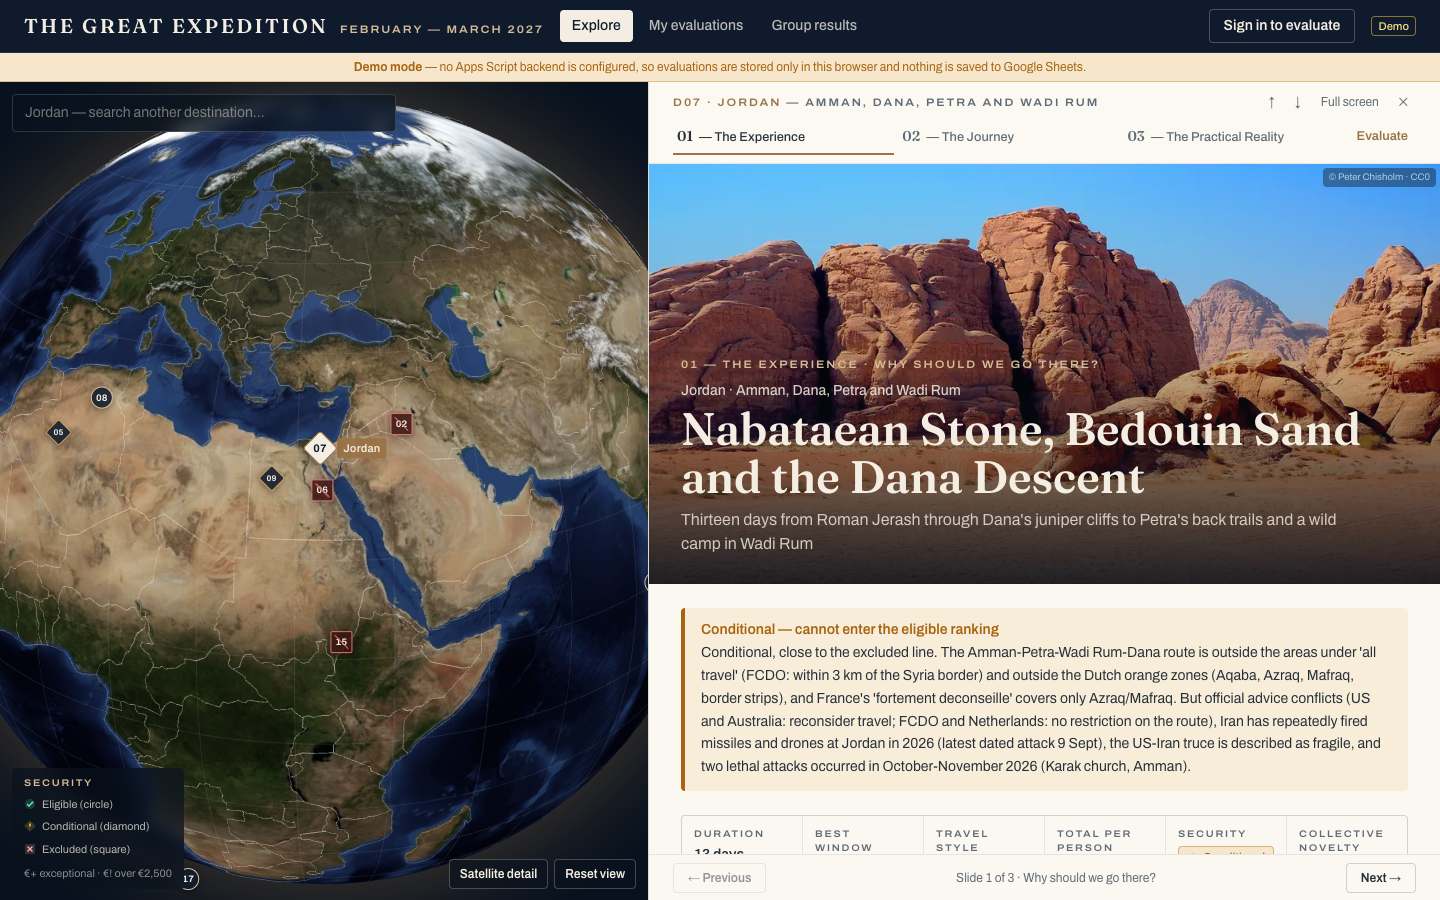 THE GREAT EXPEDITION FEBRUARY — MARCH 2027 Explore My evaluations Group results Sign in to evaluate Demo
Demo mode — no Apps Script backend is configured, so evaluations are stored only in this browser and nothing is saved to Google Sheets.
Jordan — search another destination...
08
05
07 Jordan
02
09
06
15
17
SECURITY
Eligible (circle)
Conditional (diamond)
Excluded (square)
€+ exceptional · €! over €2,500
Satellite detail Reset view
D07 · JORDAN — AMMAN, DANA, PETRA AND WADI RUM ↑ ↓ Full screen ×
01 — The Experience 02 — The Journey 03 — The Practical Reality Evaluate
© Peter Chisholm · CC0
01 — THE EXPERIENCE · WHY SHOULD WE GO THERE?
Jordan · Amman, Dana, Petra and Wadi Rum
Nabataean Stone, Bedouin Sand
and the Dana Descent
Thirteen days from Roman Jerash through Dana's juniper cliffs to Petra's back trails and a wild
camp in Wadi Rum
Conditional — cannot enter the eligible ranking
Conditional, close to the excluded line. The Amman-Petra-Wadi Rum-Dana route is outside the areas under 'all
travel' (FCDO: within 3 km of the Syria border) and outside the Dutch orange zones (Aqaba, Azraq, Mafraq,
border strips), and France's 'fortement deconseille' covers only Azraq/Mafraq. But official advice conflicts (US
and Australia: reconsider travel; FCDO and Netherlands: no restriction on the route), Iran has repeatedly fired
missiles and drones at Jordan in 2026 (latest dated attack 9 Sept), the US-Iran truce is described as fragile, and
two lethal attacks occurred in October-November 2026 (Karak church, Amman).
DURATION
13 days
BEST
WINDOW
TRAVEL
STYLE
TOTAL PER
PERSON
SECURITY
COLLECTIVE
NOVELTY
← Previous Slide 1 of 3 · Why should we go there? Next →